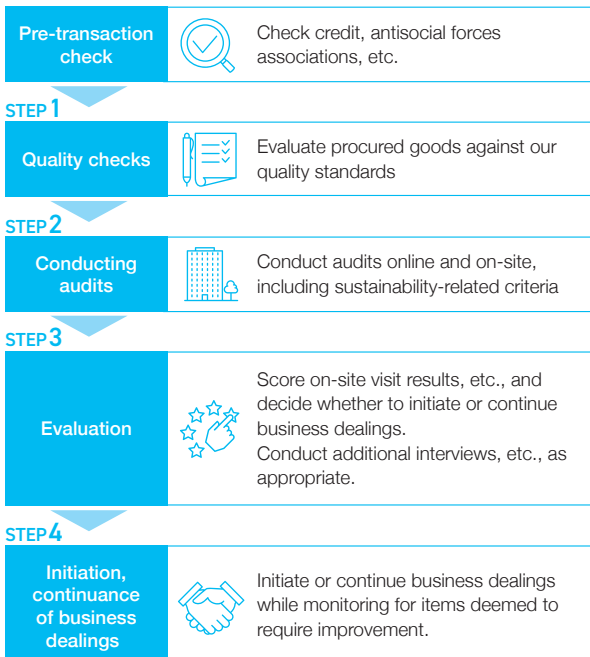 Pre-transaction
check
Check credit, antisocial forces
associations, etc.
STEP 1
Quality checks
Evaluate procured goods against our
quality standards
STEP 2
Conducting
audits
Conduct audits online and on-site,
including sustainability-related criteria
STEP 3
Evaluation
Score on-site visit results, etc., and
decide whether to initiate or continue
business dealings.
Conduct additional interviews, etc., as
appropriate.
STEP 4
Initiation,
continuance
of business
dealings
Initiate or continue business dealings
while monitoring for items deemed to
require improvement.